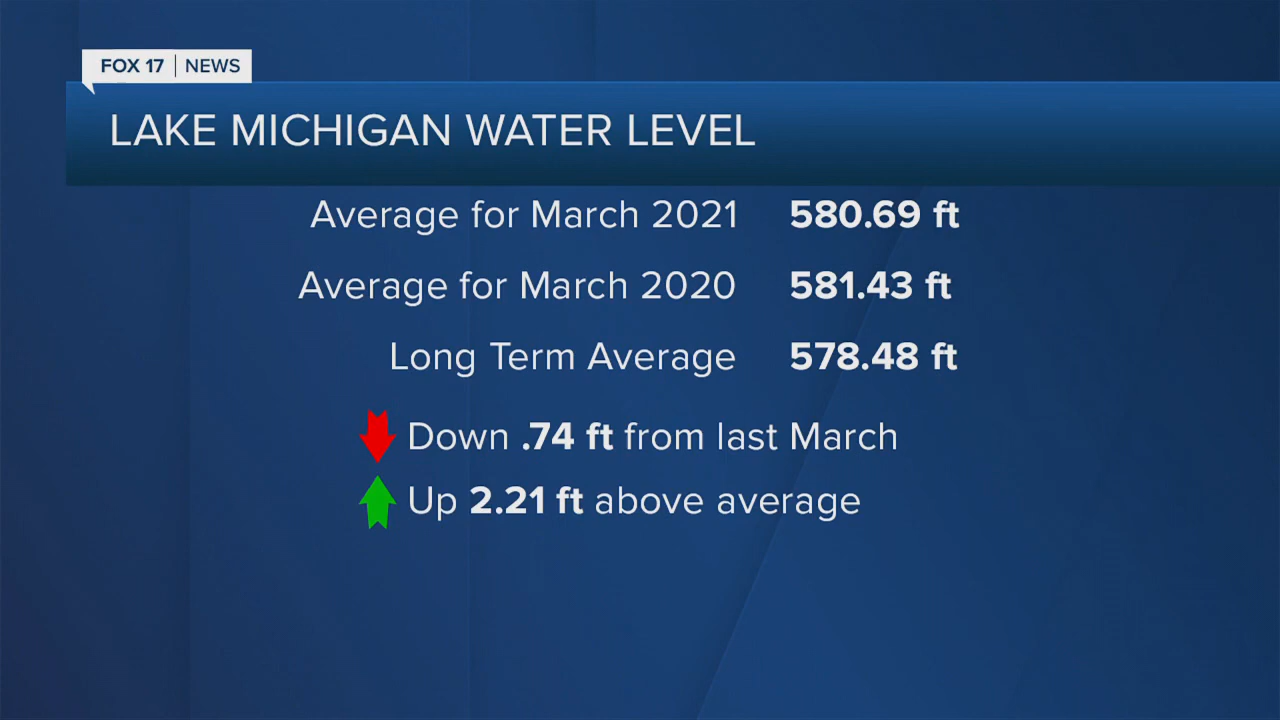 FOX 17 | NEWS
LAKE MICHIGAN WATER LEVEL
Average for March 2021 580.69 ft
Average for March 2020 581.43 ft
Long Term Average 578.48 ft
Down .74 ft from last March
Up 2.21 ft above average